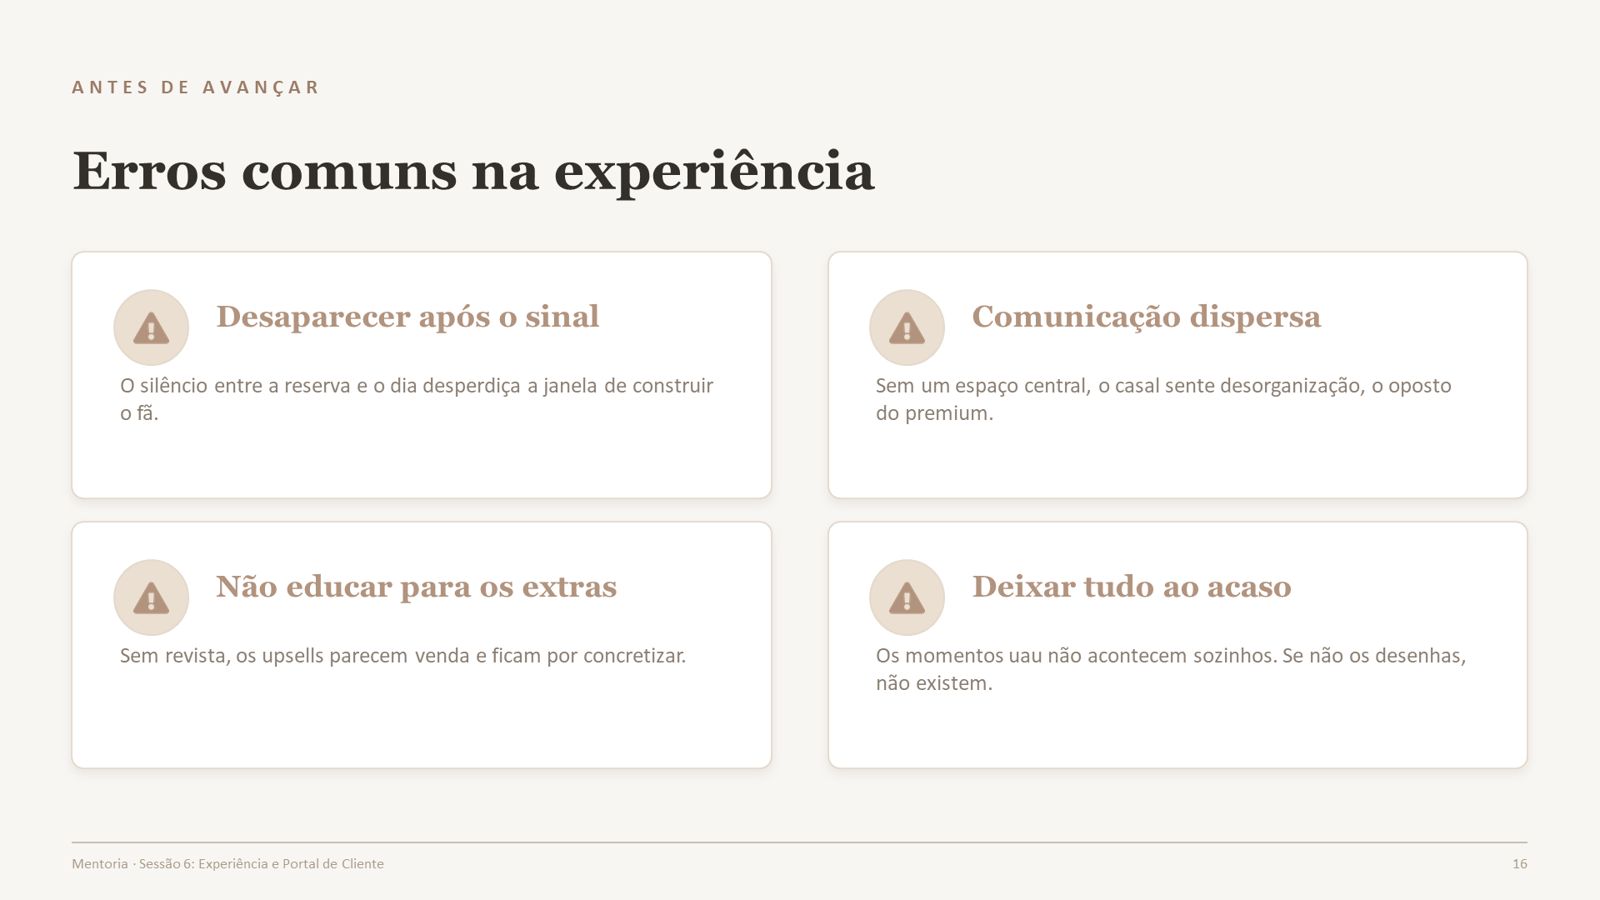 ANTES DE AVANÇAR
Erros comuns na experiência
Desaparecer após o sinal
O silêncio entre a reserva e o dia desperdiça a janela de construir
o fã.
Comunicação dispersa
Sem um espaço central, o casal sente desorganização, o oposto
do premium.
Não educar para os extras
Sem revista, os upsells parecem venda e ficam por concretizar.
Deixar tudo ao acaso
Os momentos uau não acontecem sozinhos. Se não os desenhas,
não existem.
Mentoria · Sessão 6: Experiência e Portal de Cliente
16